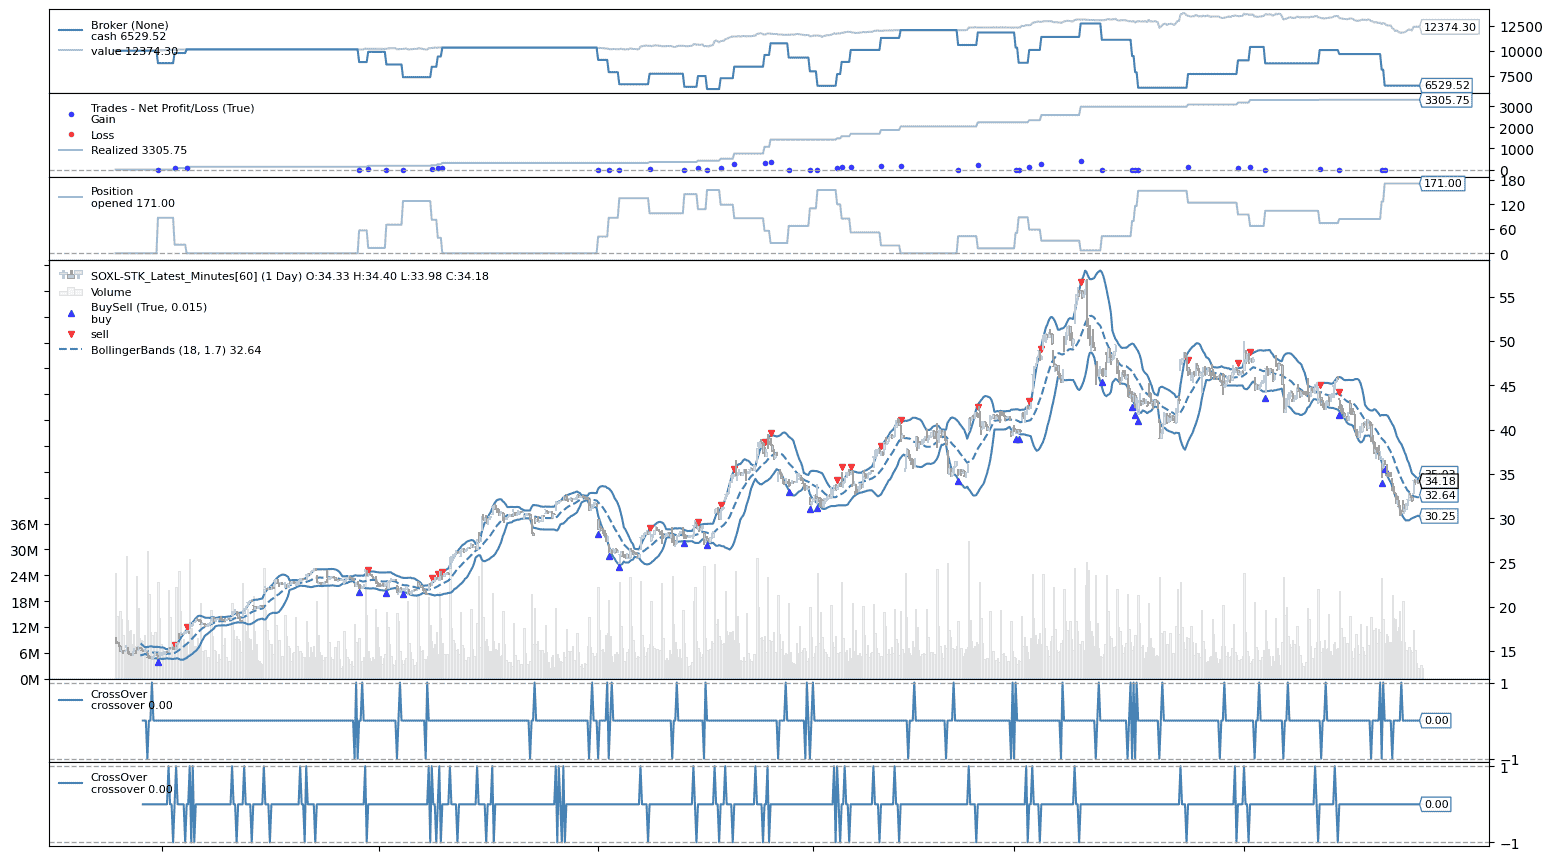 Broker (None)
cash 6529.52
value 12374.30
12374.30
6529.52
12500
10000
7500
Trades - Net Profit/Loss (True)
Gain
Loss
Realized 3305.75
3305.75
3000
2000
1000
0
Position
opened 171.00
171.00
180
120
60
0
SOXL-STK_Latest_Minutes[60] (1 Day) O:34.33 H:34.40 L:33.98 C:34.18
Volume
BuySell (True, 0.015)
buy
sell
BollingerBands (18, 1.7) 32.64
36M
30M
24M
18M
12M
6M
0M
55
50
45
40
35
30
25
20
15
34.18
32.64
30.25
CrossOver
crossover 0.00
0.00
1
−1
CrossOver
crossover 0.00
0.00
1
−1